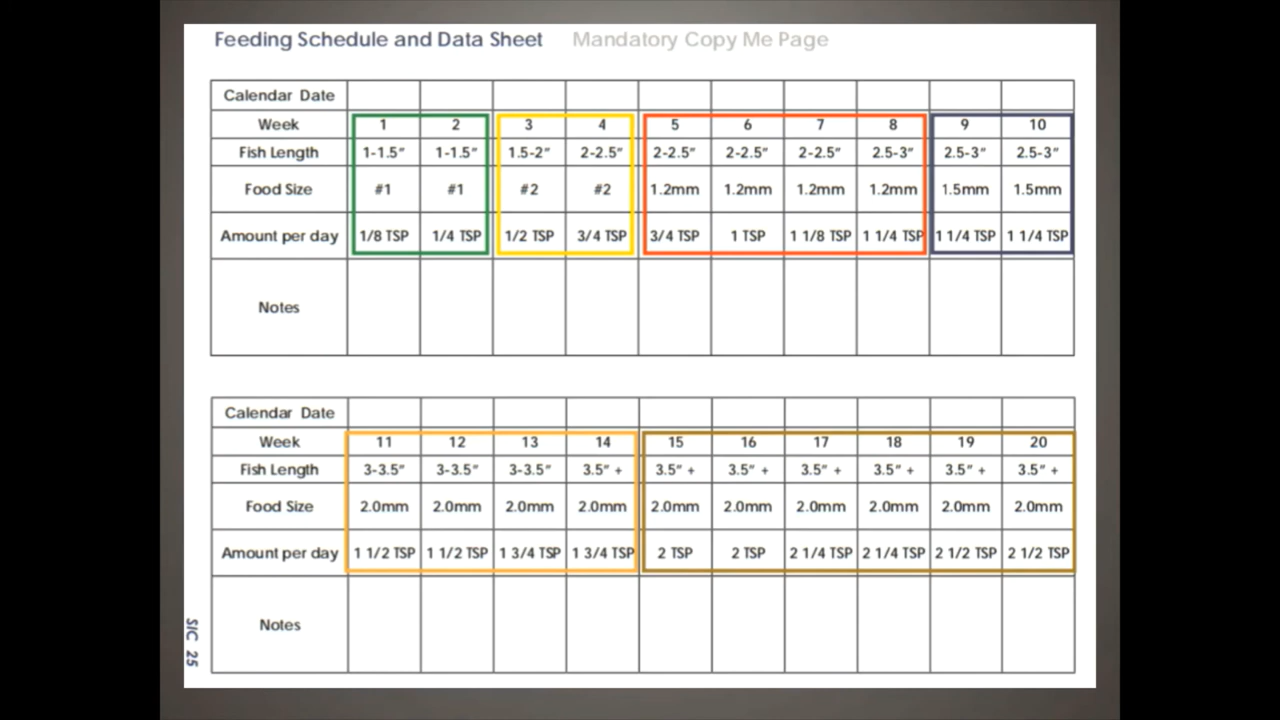 Feeding Schedule and Data Sheet Mandatory Copy Me Page
Calendar Date
Week 1 2 3 4 5 6 7 8 9 10
Fish Length 1-1.5" 1-1.5" 1.5-2" 2-2.5" 2-2.5" 2-2.5" 2-2.5" 2.5-3" 2.5-3" 2.5-3"
Food Size #1 #1 #2 #2 1.2mm 1.2mm 1.2mm 1.2mm 1.5mm 1.5mm
Amount per day 1/8 TSP 1/4 TSP 1/2 TSP 3/4 TSP 3/4 TSP 1 TSP 1 1/8 TSP 1 1/4 TSP 1 1/4 TSP 1 1/4 TSP
Notes
Calendar Date
Week 11 12 13 14 15 16 17 18 19 20
Fish Length 3-3.5" 3-3.5" 3-3.5" 3.5" + 3.5" + 3.5" + 3.5" + 3.5" + 3.5" + 3.5" +
Food Size 2.0mm 2.0mm 2.0mm 2.0mm 2.0mm 2.0mm 2.0mm 2.0mm 2.0mm 2.0mm
Amount per day 1 1/2 TSP 1 1/2 TSP 1 3/4 TSP 1 3/4 TSP 2 TSP 2 TSP 2 1/4 TSP 2 1/4 TSP 2 1/2 TSP 2 1/2 TSP
Notes
SIC 25